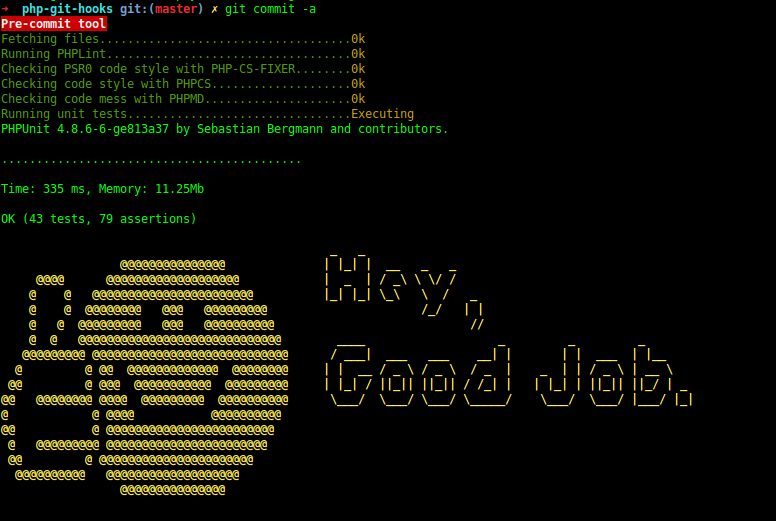 → php-git-hooks git:(master) ✗ git commit -a
Pre-commit tool
Fetching files....................................0k
Running PHPLint...................................0k
Checking PSR0 code style with PHP-CS-FIXER........0k
Checking code style with PHPCS....................0k
Checking code mess with PHPMD.....................0k
Running unit tests................................Executing
PHPUnit 4.8.6-6-ge813a37 by Sebastian Bergmann and contributors.
...........................................
Time: 335 ms, Memory: 11.25Mb
OK (43 tests, 79 assertions)
Hey,
Good Job.